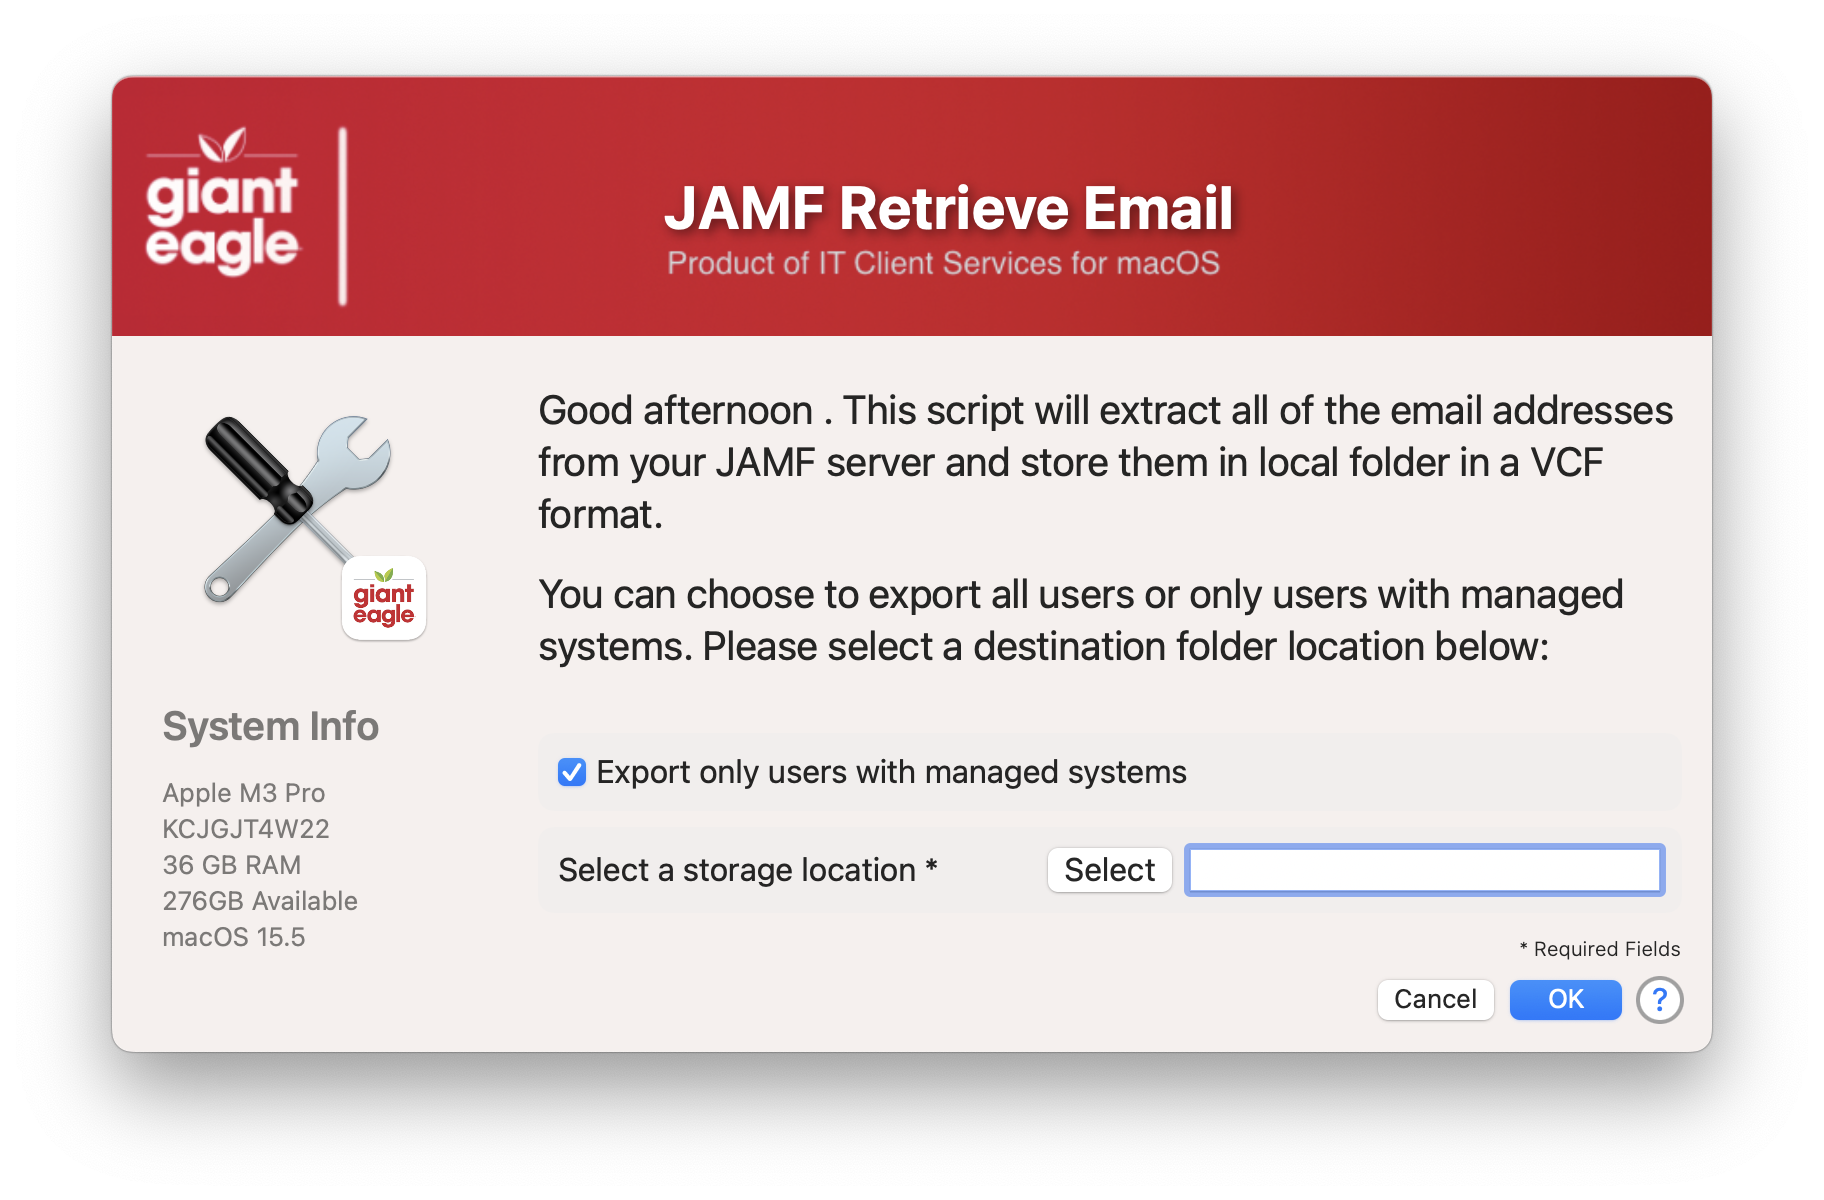 giant
eagle
JAMF Retrieve Email
Product of IT Client Services for macOS
Good afternoon . This script will extract all of the email addresses
from your JAMF server and store them in local folder in a VCF
format.
You can choose to export all users or only users with managed
systems. Please select a destination folder location below:
giant
eagle
System Info
Apple M3 Pro
KCJGJT4W22
36 GB RAM
276GB Available
macOS 15.5
Export only users with managed systems
Select a storage location * Select
* Required Fields
Cancel OK ?